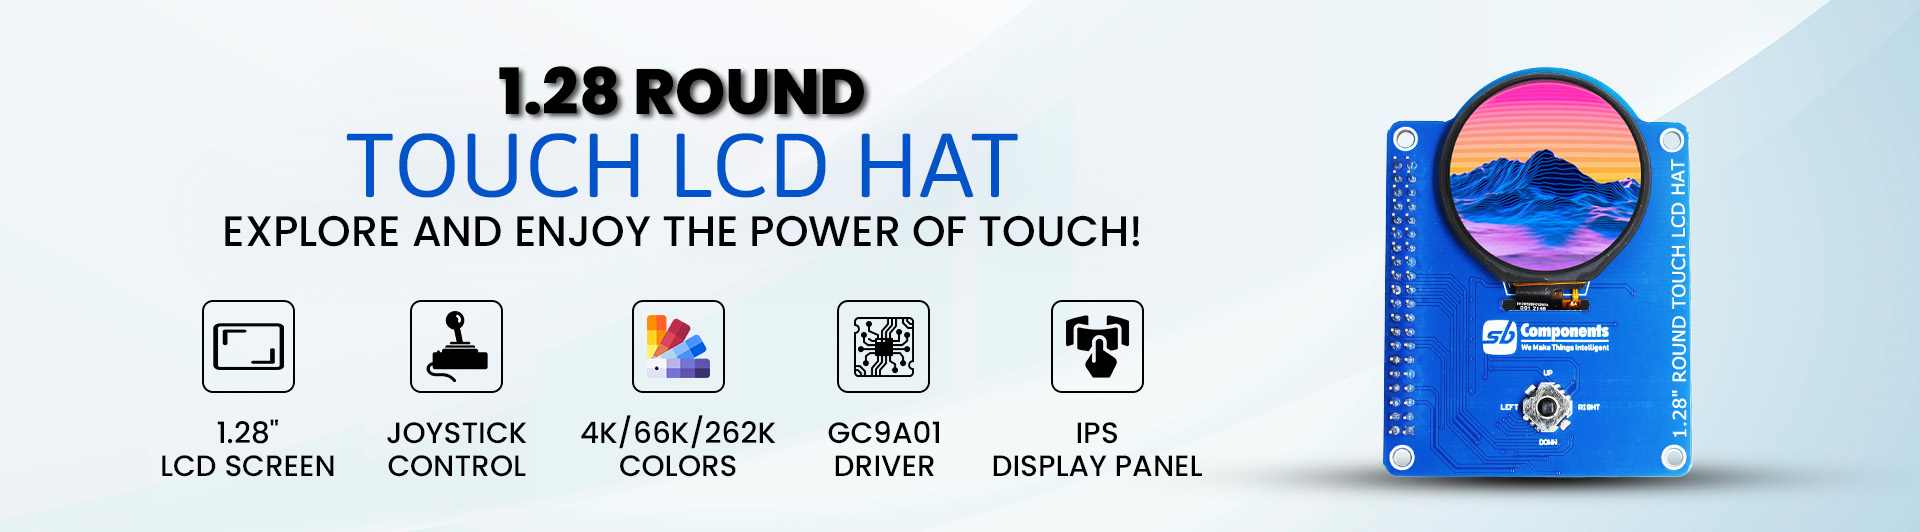 1.28 ROUND
TOUCH LCD HAT
EXPLORE AND ENJOY THE POWER OF TOUCH!
1.28"
LCD SCREEN
JOYSTICK
CONTROL
4K/66K/262K
COLORS
GC9A01
DRIVER
IPS
DISPLAY PANEL
sb Components
We Make Things Intelligent
UP
LEFT
RIGHT
DOWN
1.28" ROUND TOUCH LCD HAT